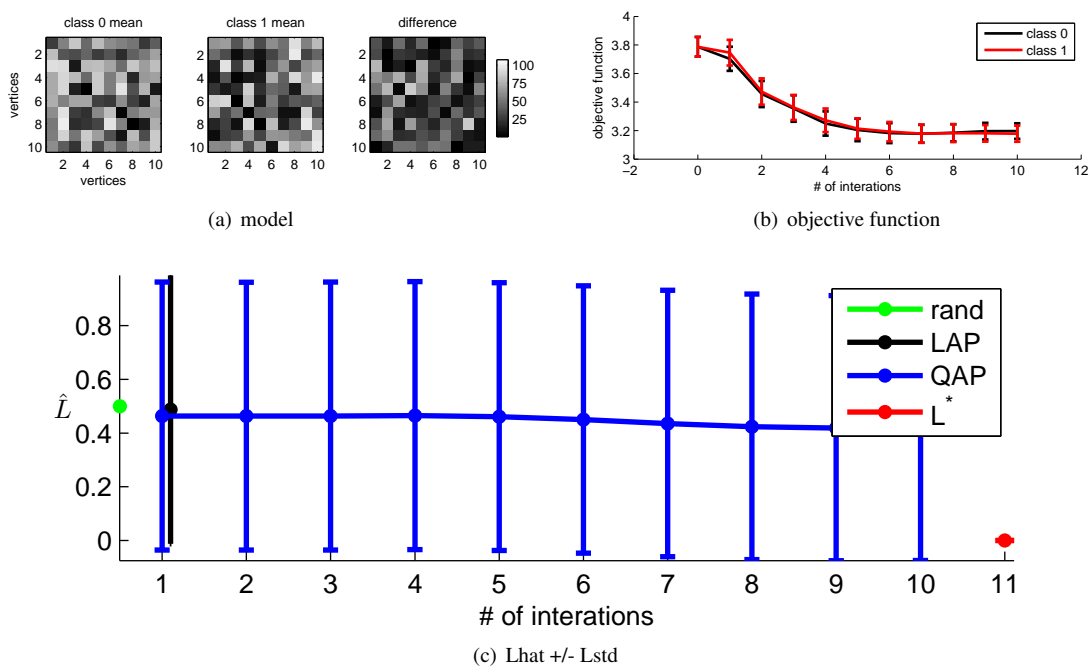 class 0 mean
class 1 mean
difference
vertices
2
4
6
8
10
2 4 6 8 10
vertices
2 4 6 8 10
2 4 6 8 10
100
75
50
25
(a) model
objective function
4
3.8
3.6
3.4
3.2
3
−2 0 2 4 6 8 10 12
# of interations
class 0
class 1
(b) objective function
L̂
0.8
0.6
0.4
0.2
0
1 2 3 4 5 6 7 8 9 10 11
# of interations
rand
LAP
QAP
L*
(c) Lhat +/- Lstd